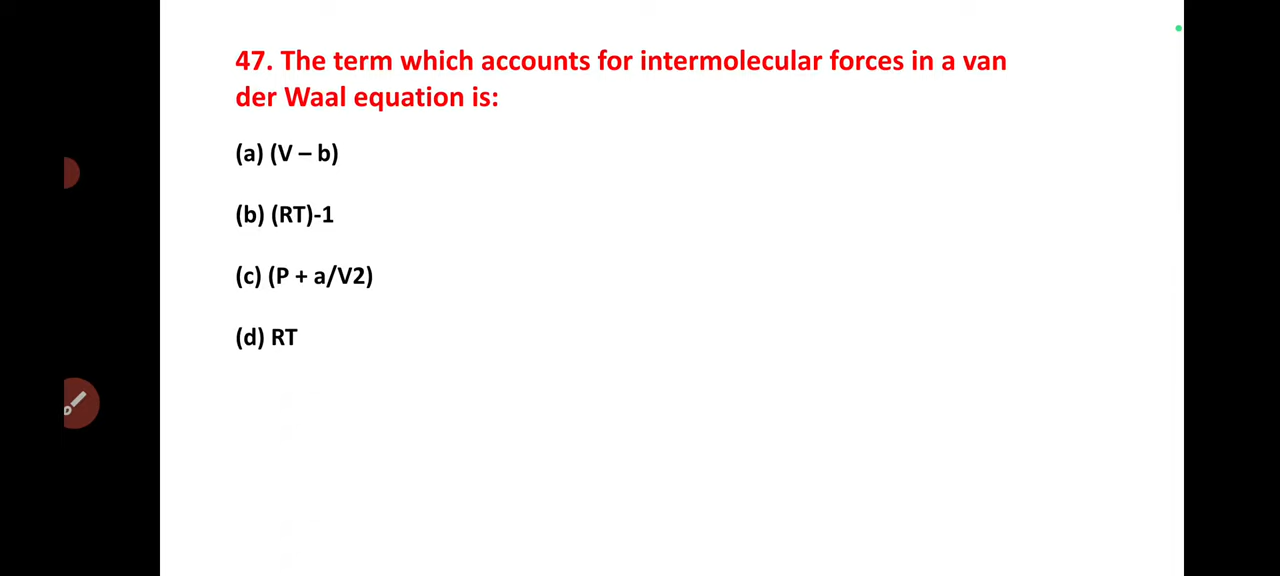 47. The term which accounts for intermolecular forces in a van
der Waal equation is:
(a) (V – b)
(b) (RT)-1
(c) (P + a/V2)
(d) RT